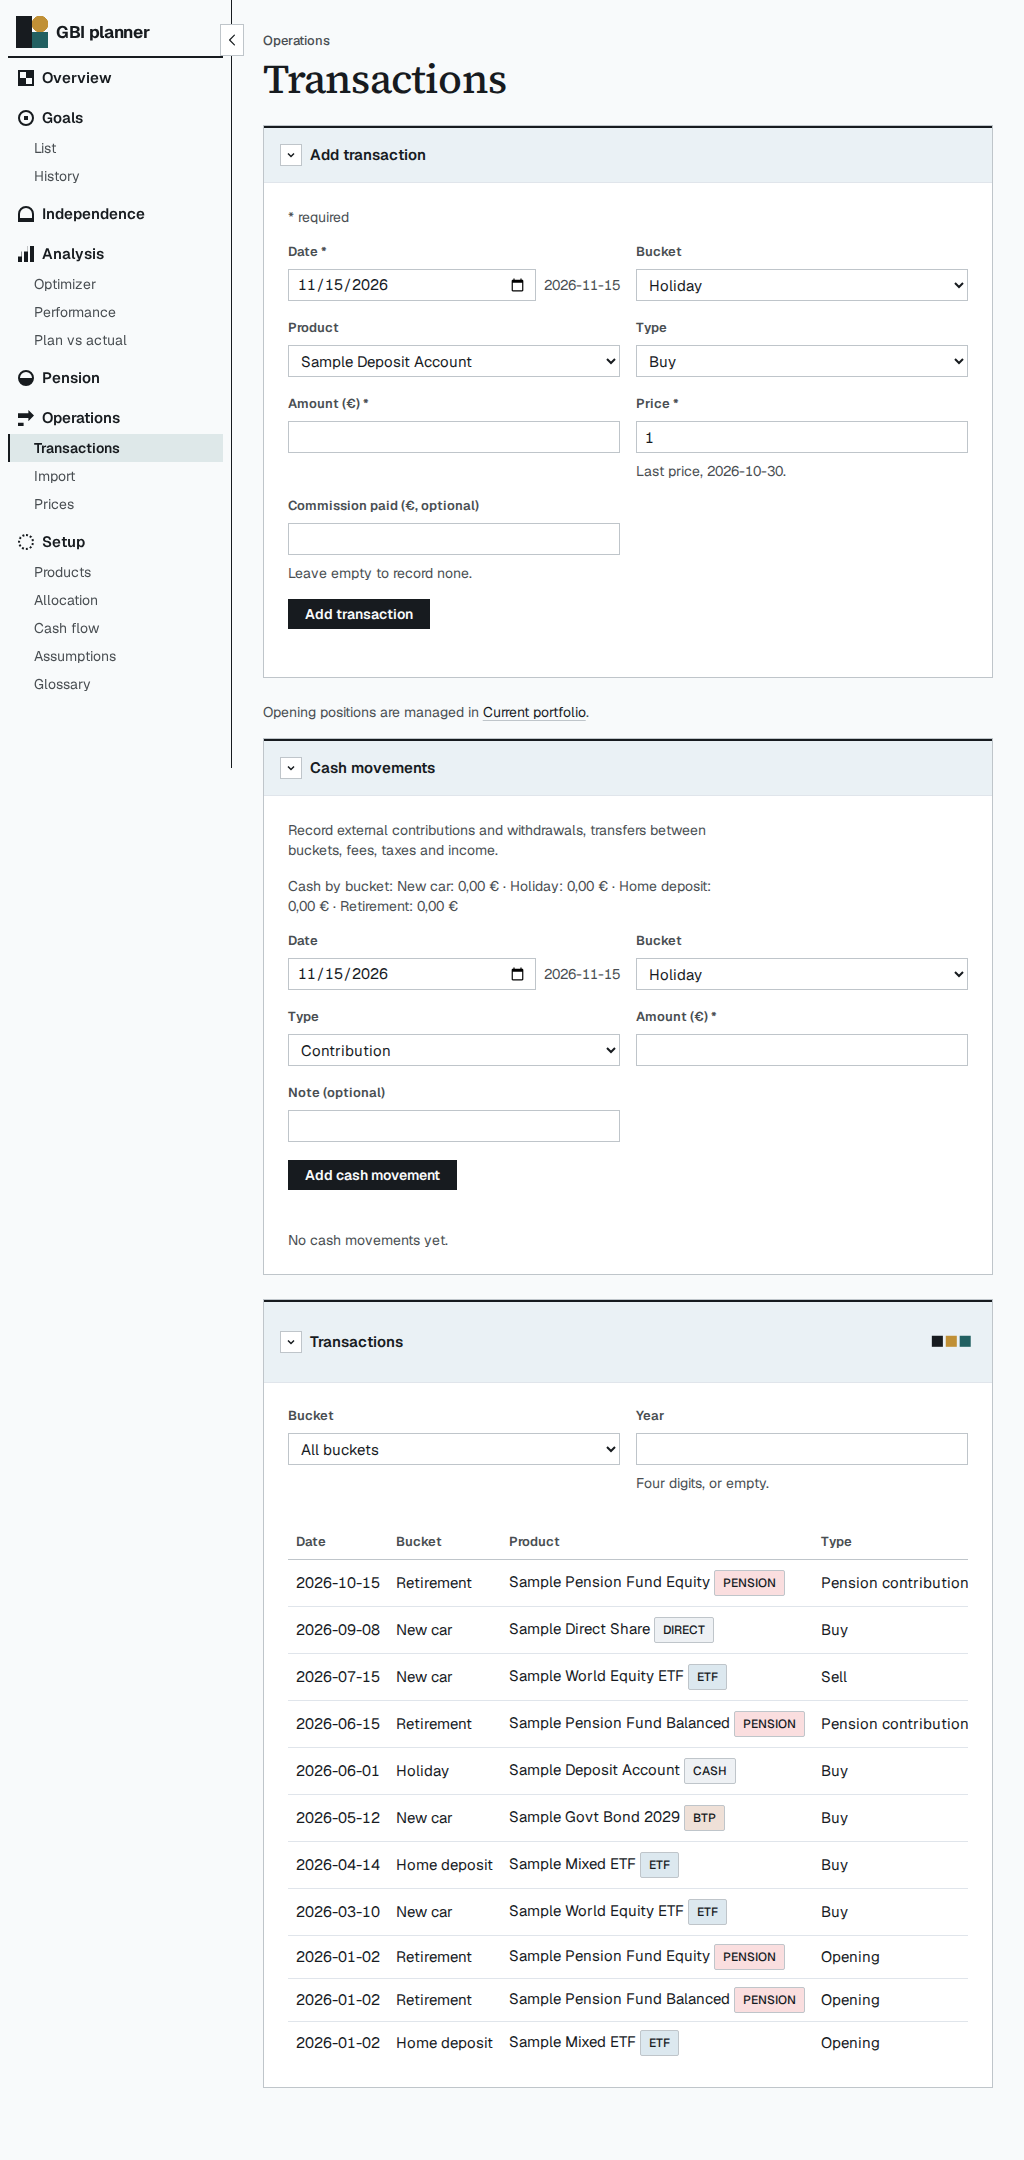 GBI planner
Overview
Goals
List
History
Independence
Analysis
Optimizer
Performance
Plan vs actual
Pension
Operations
Transactions
Import
Prices
Setup
Products
Allocation
Cash flow
Assumptions
Glossary
Operations
Transactions
Add transaction
* required
Date * Bucket
11/15/2026 2026-11-15 Holiday
Product Type
Sample Deposit Account Buy
Amount (€) * Price *
1
Last price, 2026-10-30.
Commission paid (€, optional)
Leave empty to record none.
Add transaction
Opening positions are managed in Current portfolio.
Cash movements
Record external contributions and withdrawals, transfers between
buckets, fees, taxes and income.
Cash by bucket: New car: 0,00 € · Holiday: 0,00 € · Home deposit:
0,00 € · Retirement: 0,00 €
Date Bucket
11/15/2026 2026-11-15 Holiday
Type Amount (€) *
Contribution
Note (optional)
Add cash movement
No cash movements yet.
Transactions
Bucket Year
All buckets
Four digits, or empty.
Date Bucket Product Type
2026-10-15 Retirement Sample Pension Fund Equity PENSION Pension contribution
2026-09-08 New car Sample Direct Share DIRECT Buy
2026-07-15 New car Sample World Equity ETF ETF Sell
2026-06-15 Retirement Sample Pension Fund Balanced PENSION Pension contribution
2026-06-01 Holiday Sample Deposit Account CASH Buy
2026-05-12 New car Sample Govt Bond 2029 BTP Buy
2026-04-14 Home deposit Sample Mixed ETF ETF Buy
2026-03-10 New car Sample World Equity ETF ETF Buy
2026-01-02 Retirement Sample Pension Fund Equity PENSION Opening
2026-01-02 Retirement Sample Pension Fund Balanced PENSION Opening
2026-01-02 Home deposit Sample Mixed ETF ETF Opening